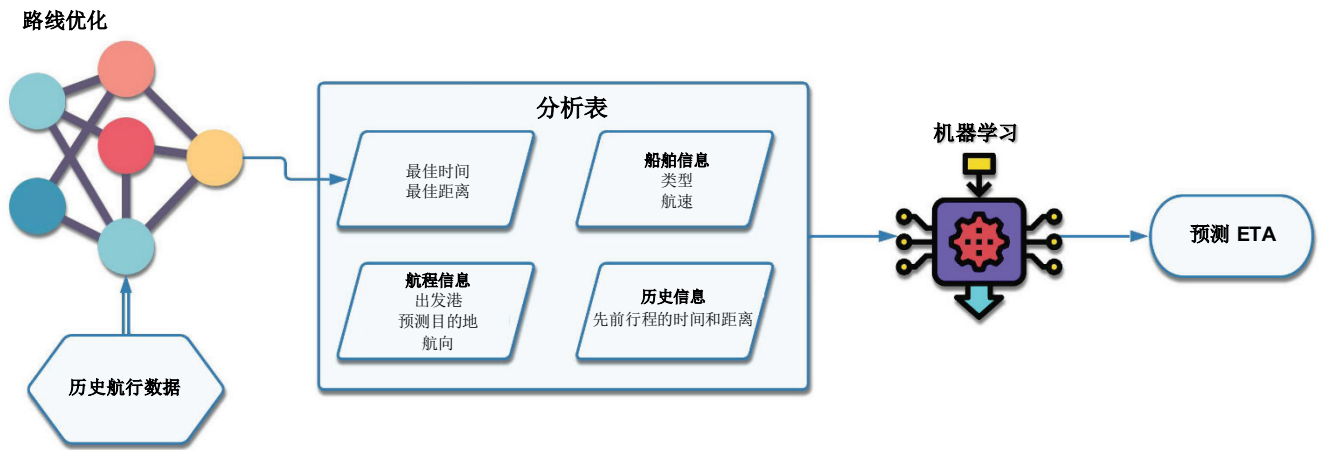 路线优化
分析表
最佳时间
最佳距离
船舶信息
类型
航速
航程信息
出发港
预测目的地
航向
历史信息
先前行程的时间和距离
机器学习
预测 ETA
历史航行数据